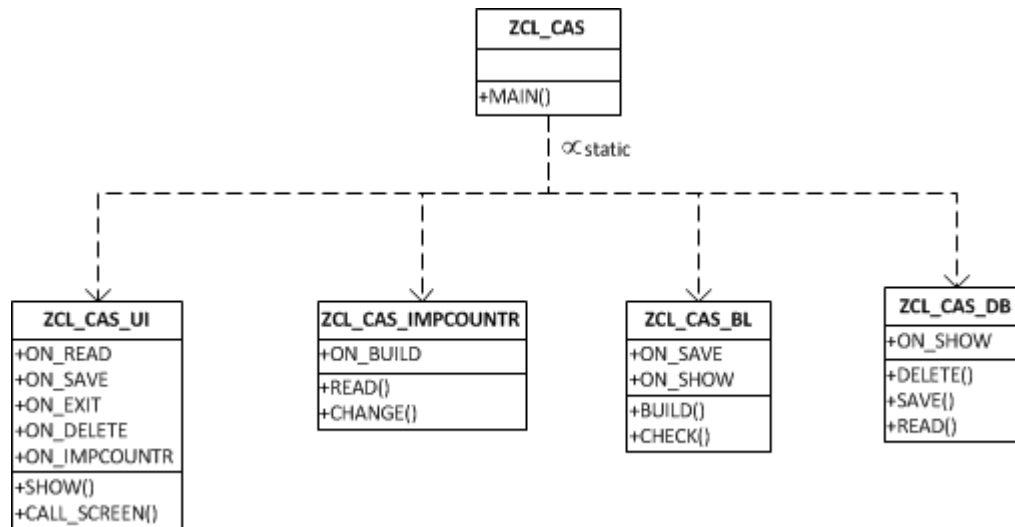 ZCL_CAS
+MAIN()
∝static
ZCL_CAS_UI
+ON_READ
+ON_SAVE
+ON_EXIT
+ON_DELETE
+ON_IMPCOUNTR
+SHOW()
+CALL_SCREEN()
ZCL_CAS_IMPCOUNTR
+ON_BUILD
+READ()
+CHANGE()
ZCL_CAS_BL
+ON_SAVE
+ON_SHOW
+BUILD()
+CHECK()
ZCL_CAS_DB
+ON_SHOW
+DELETE()
+SAVE()
+READ()